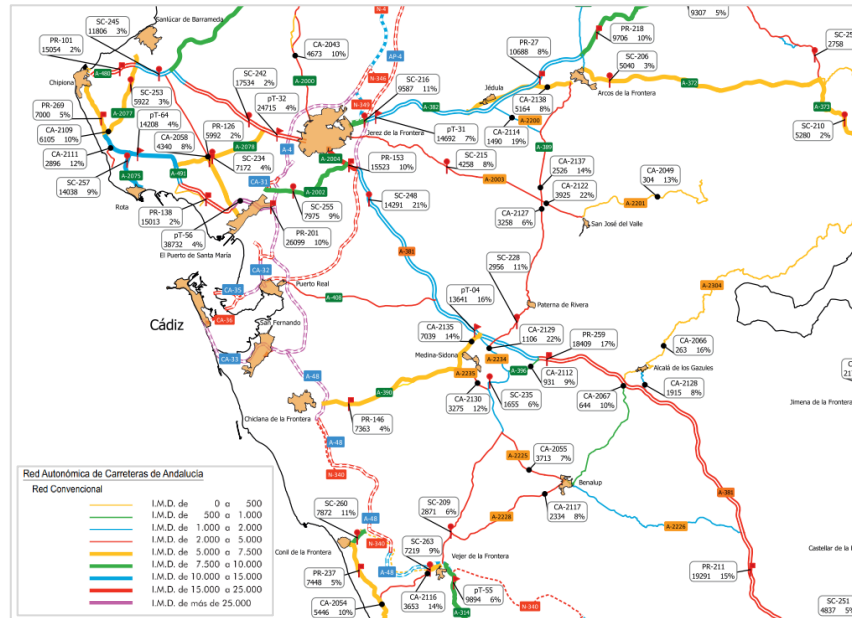 SC-245
11806 3%
Sanlúcar de Barrameda
PR-101
15054 2%
Chipiona
A-480
CA-2043
4673 10%
A-2000
N-4
AP-4
N-346
PR-218
9706 10%
9307 5%
PR-27
10688 8%
SC-206
5040 3%
2758
SC-242
17534 2%
SC-216
9587 11%
SC-253
5922 3%
A-2077
PR-269
7000 5%
pT-64
14208 4%
pT-32
24715 4%
N-349
A-382
Jédula
CA-2138
5164 8%
Arcos de la Frontera
A-372
A-373
CA-2109
6105 10%
PR-126
5992 2%
CA-2058
4340 8%
A-2078
A-4
Jerez de la Frontera
pT-31
14692 7%
A-2200
CA-2114
1490 19%
A-389
SC-210
5280 2%
CA-2111
2896 12%
SC-234
7172 4%
A-2004
PR-153
15523 10%
SC-215
4258 8%
CA-2137
2526 14%
SC-257
14038 9%
A-2075
A-491
CA-31
A-2002
A-2003
CA-2122
3925 22%
CA-2049
304 13%
Rota
SC-255
7975 9%
SC-248
14291 21%
A-2201
PR-138
15013 2%
CA-2127
3258 6%
San José del Valle
pT-56
38732 4%
PR-201
26099 10%
El Puerto de Santa María
A-381
SC-228
2956 11%
CA-32
CA-35
Puerto Real
A-408
pT-04
13641 16%
A-2304
Paterna de Rivera
Cádiz
CA-36
San Fernando
CA-2135
7039 14%
CA-2129
1106 22%
PR-259
18409 17%
CA-2066
263 16%
CA-33
Medina-Sidona
A-2234
A-48
A-2235
A-396
CA-2112
931 9%
Alcalá de los Gazules
A-390
CA-2130
3275 12%
SC-235
1655 6%
CA-2067
644 10%
CA-2128
1915 8%
Chiclana de la Frontera
PR-146
7363 4%
Jimena de la Frontera
A-48
A-2225
CA-2055
3713 7%
N-340
Red Autonómica de Carreteras de Andalucía
Red Convencional
I.M.D. de 0 a 500
I.M.D. de 500 a 1.000
I.M.D. de 1.000 a 2.000
I.M.D. de 2.000 a 5.000
I.M.D. de 5.000 a 7.500
I.M.D. de 7.500 a 10.000
I.M.D. de 10.000 a 15.000
I.M.D. de 15.000 a 25.000
I.M.D. de más de 25.000
Benalup
A-381
SC-260
7872 11%
SC-209
2871 6%
A-2228
CA-2117
2334 8%
A-48
A-2226
N-340
Conil de la Frontera
SC-263
7219 9%
Vejer de la Frontera
Castellar de la
PR-237
7448 5%
A-48
PR-211
19291 15%
CA-2054
5446 10%
CA-2116
3653 14%
pT-55
9894 6%
A-314
N-340
SC-251
4837 5%